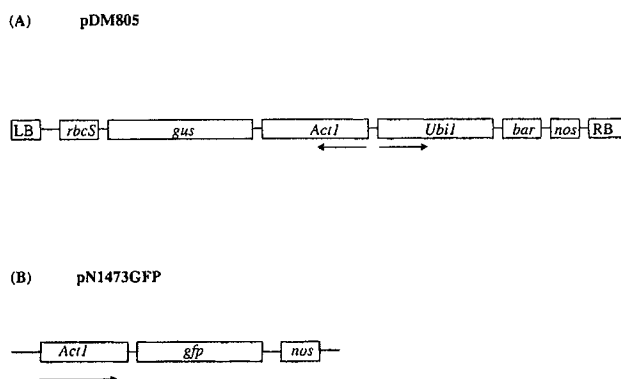 (A) pDM805
LB rbcS gus Act1 Ubi1 bar nos RB
(B) pN1473GFP
Act1 gfp nos